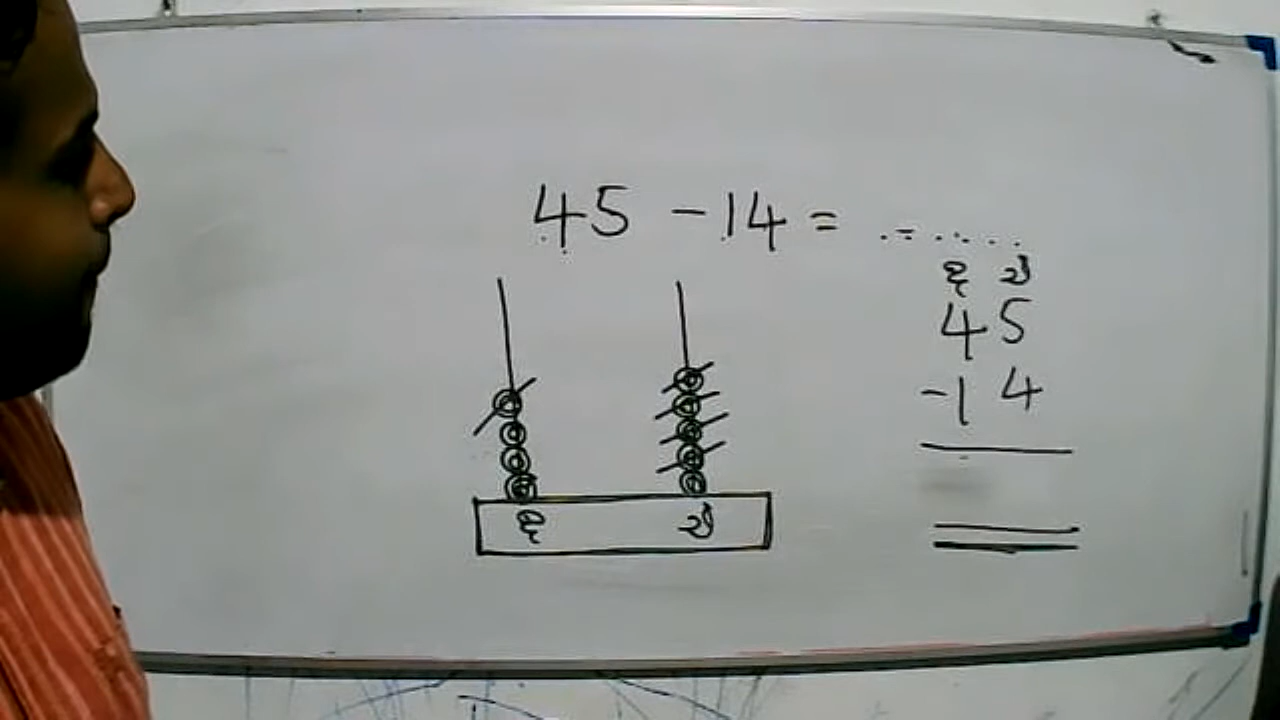 45 - 14 = .......
ද එ
45
-14
ද එ